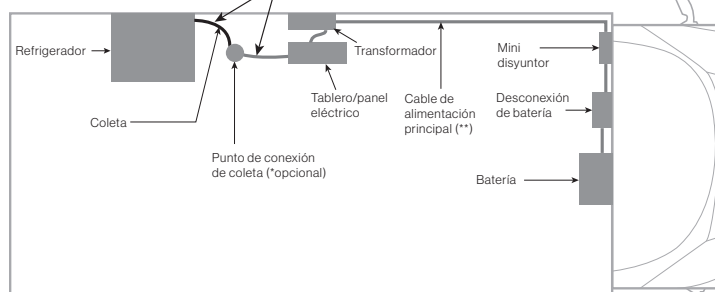 Refrigerador
Transformador
Mini
disyuntor
Tablero/panel
eléctrico
Cable de
alimentación
principal (**)
Desconexión
de batería
Coleta
Punto de conexión
de coleta (*opcional)
Batería